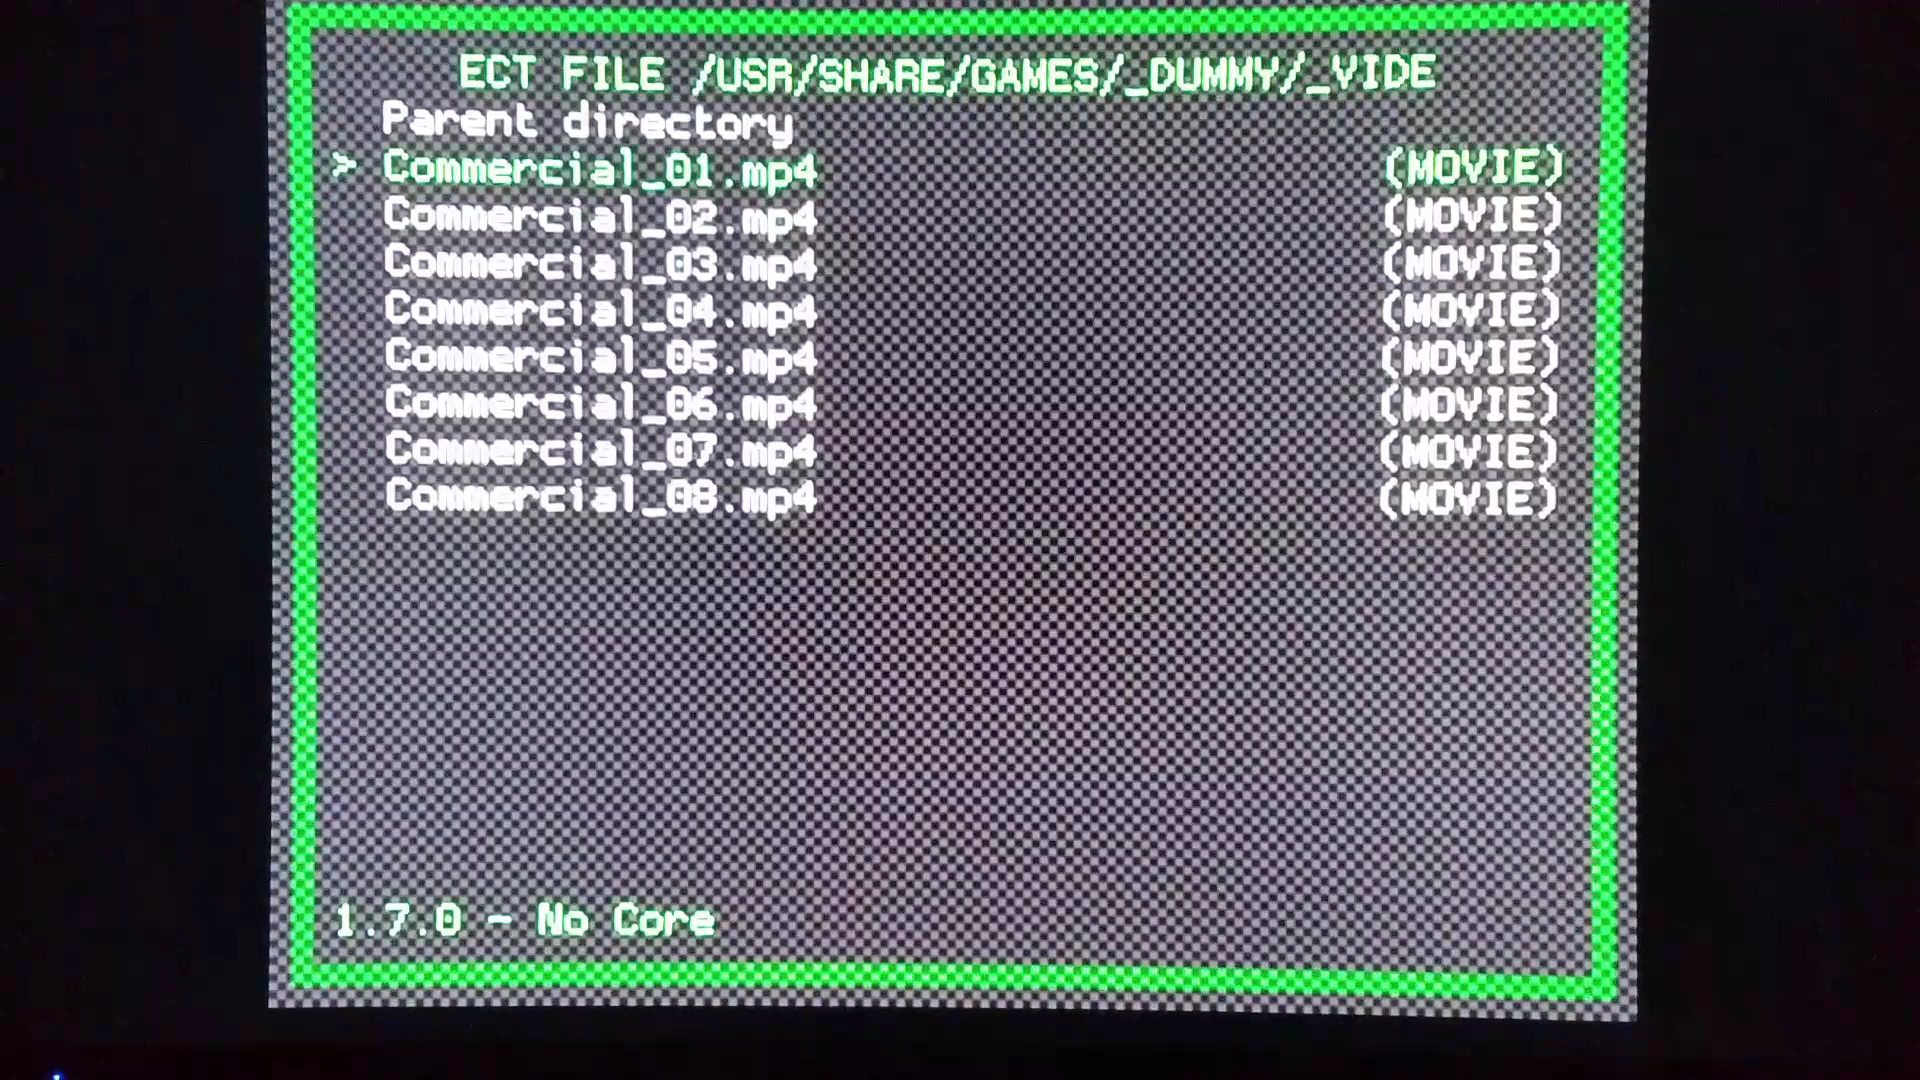 ECT FILE /USR/SHARE/GAMES/_DUMMY/_VIDE
Parent directory
> Commercial_01.mp4 (MOVIE)
Commercial_02.mp4 (MOVIE)
Commercial_03.mp4 (MOVIE)
Commercial_04.mp4 (MOVIE)
Commercial_05.mp4 (MOVIE)
Commercial_06.mp4 (MOVIE)
Commercial_07.mp4 (MOVIE)
Commercial_08.mp4 (MOVIE)
1.7.0 - No Core